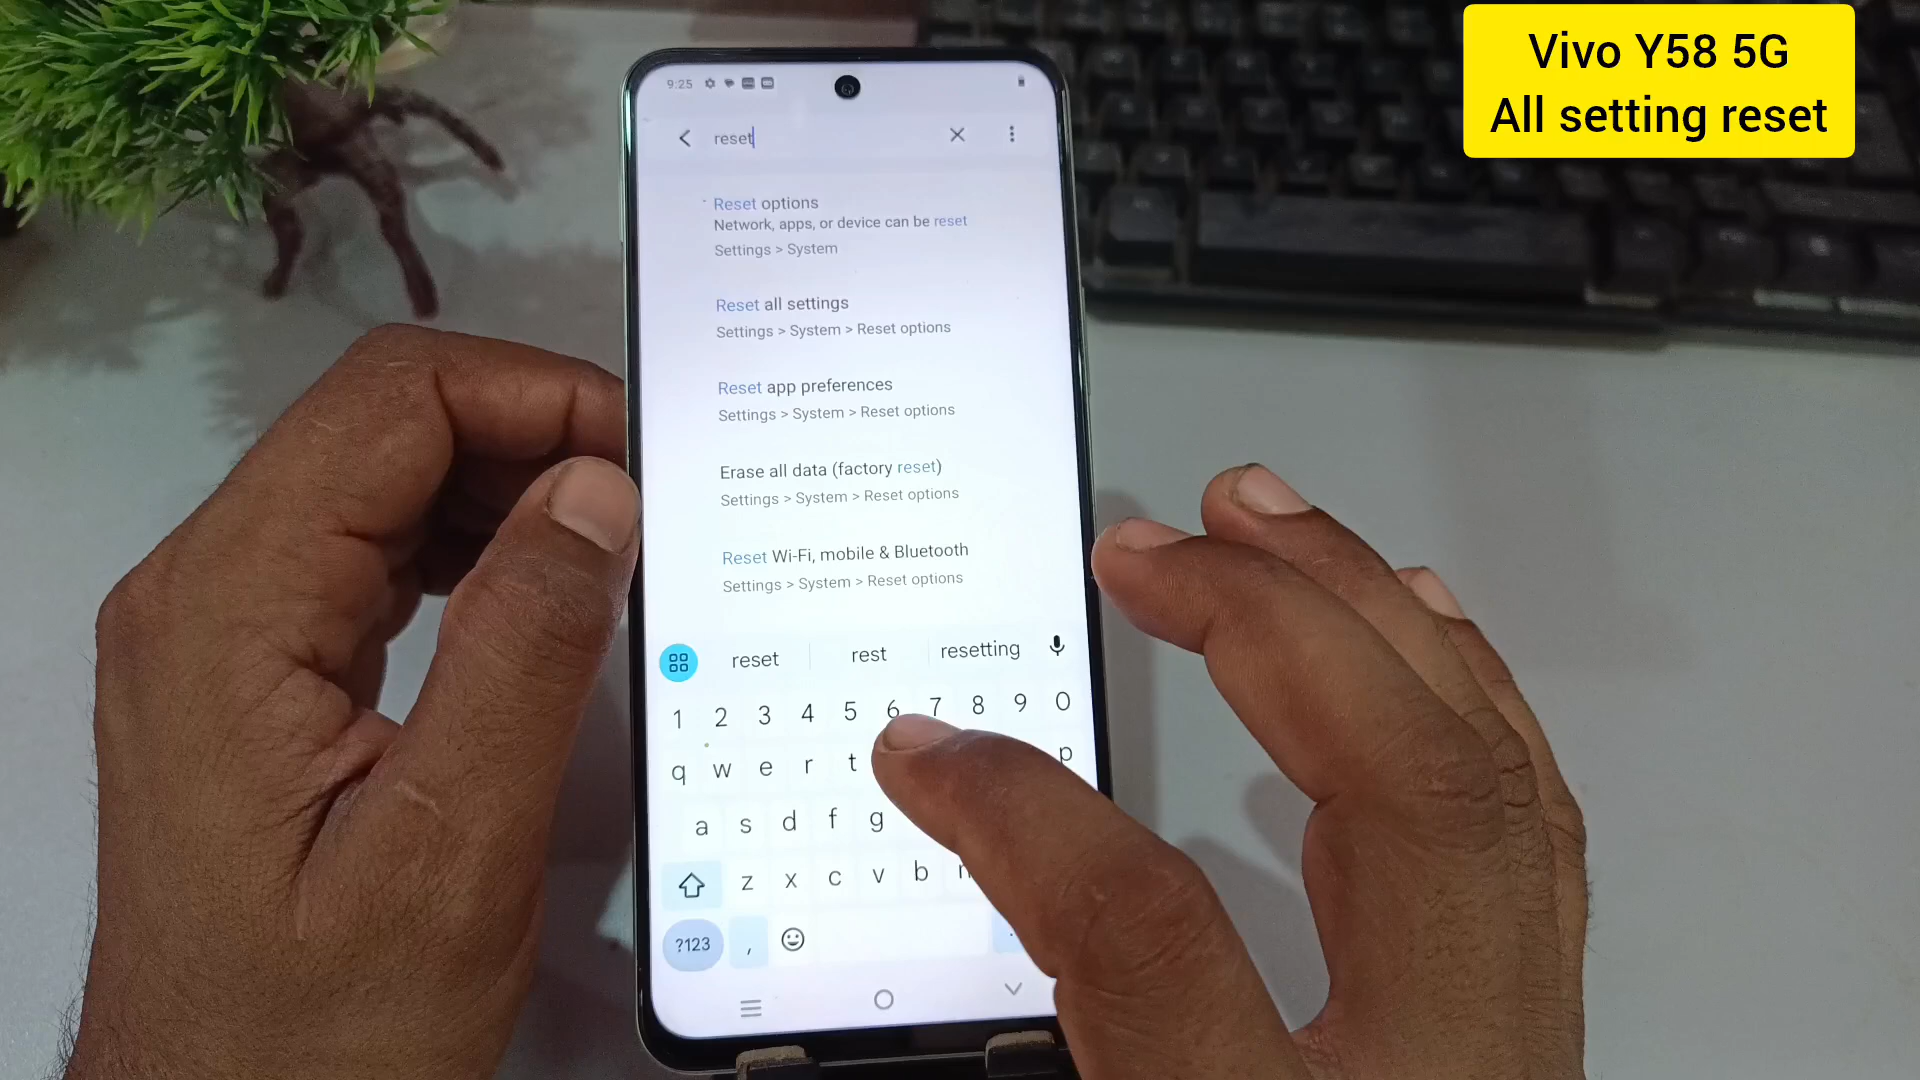 Vivo Y58 5G
All setting reset
9:25
reset
Reset options
Network, apps, or device can be reset
Settings > System
Reset all settings
Settings > System > Reset options
Reset app preferences
Settings > System > Reset options
Erase all data (factory reset)
Settings > System > Reset options
Reset Wi-Fi, mobile & Bluetooth
Settings > System > Reset options
reset rest resetting
1 2 3 4 5 6 7 8 9 0
q w e r t p
a s d f g
z x c v b
?123 , .